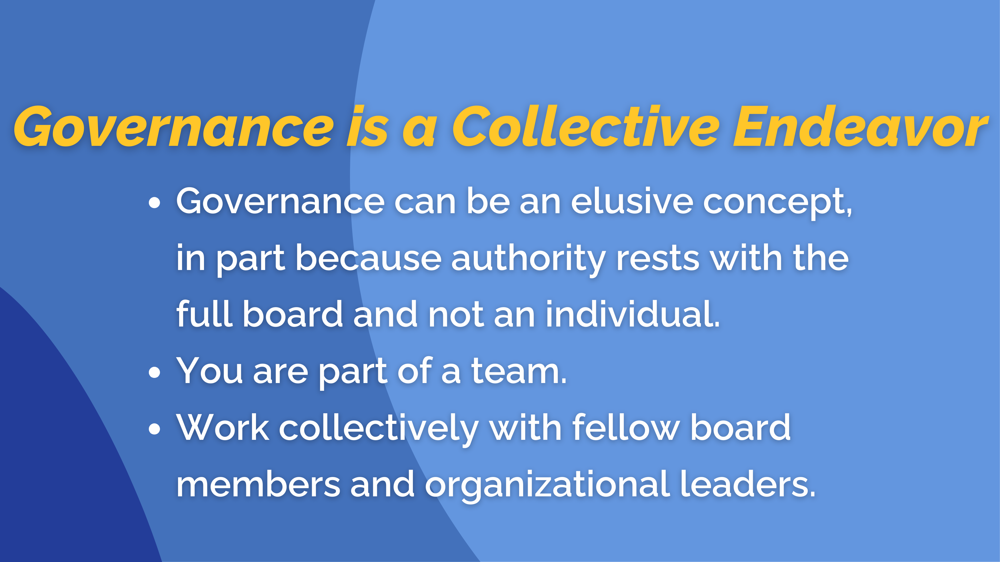 Governance is a Collective Endeavor
• Governance can be an elusive concept,
in part because authority rests with the
full board and not an individual.
• You are part of a team.
• Work collectively with fellow board
members and organizational leaders.